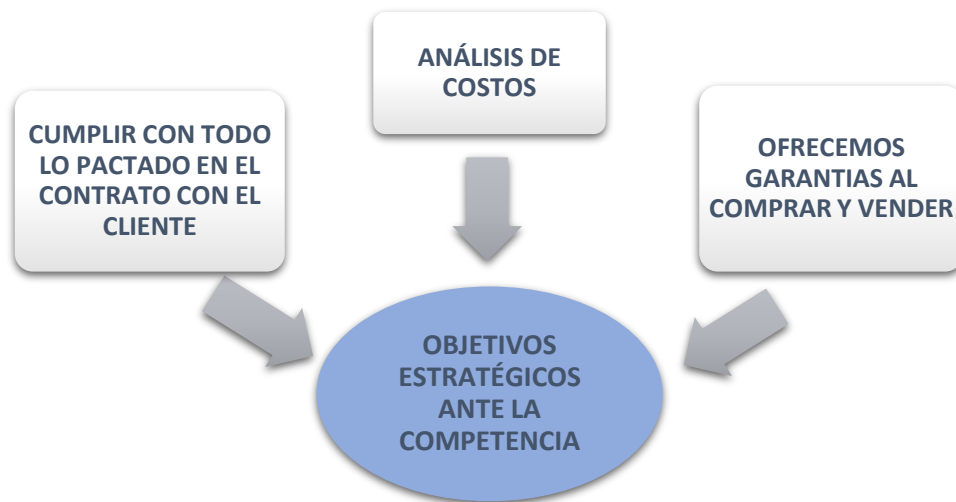 ANÁLISIS DE
COSTOS
CUMPLIR CON TODO
LO PACTADO EN EL
CONTRATO CON EL
CLIENTE
OFRECEMOS
GARANTIAS AL
COMPRAR Y VENDER
OBJETIVOS
ESTRATÉGICOS
ANTE LA
COMPETENCIA